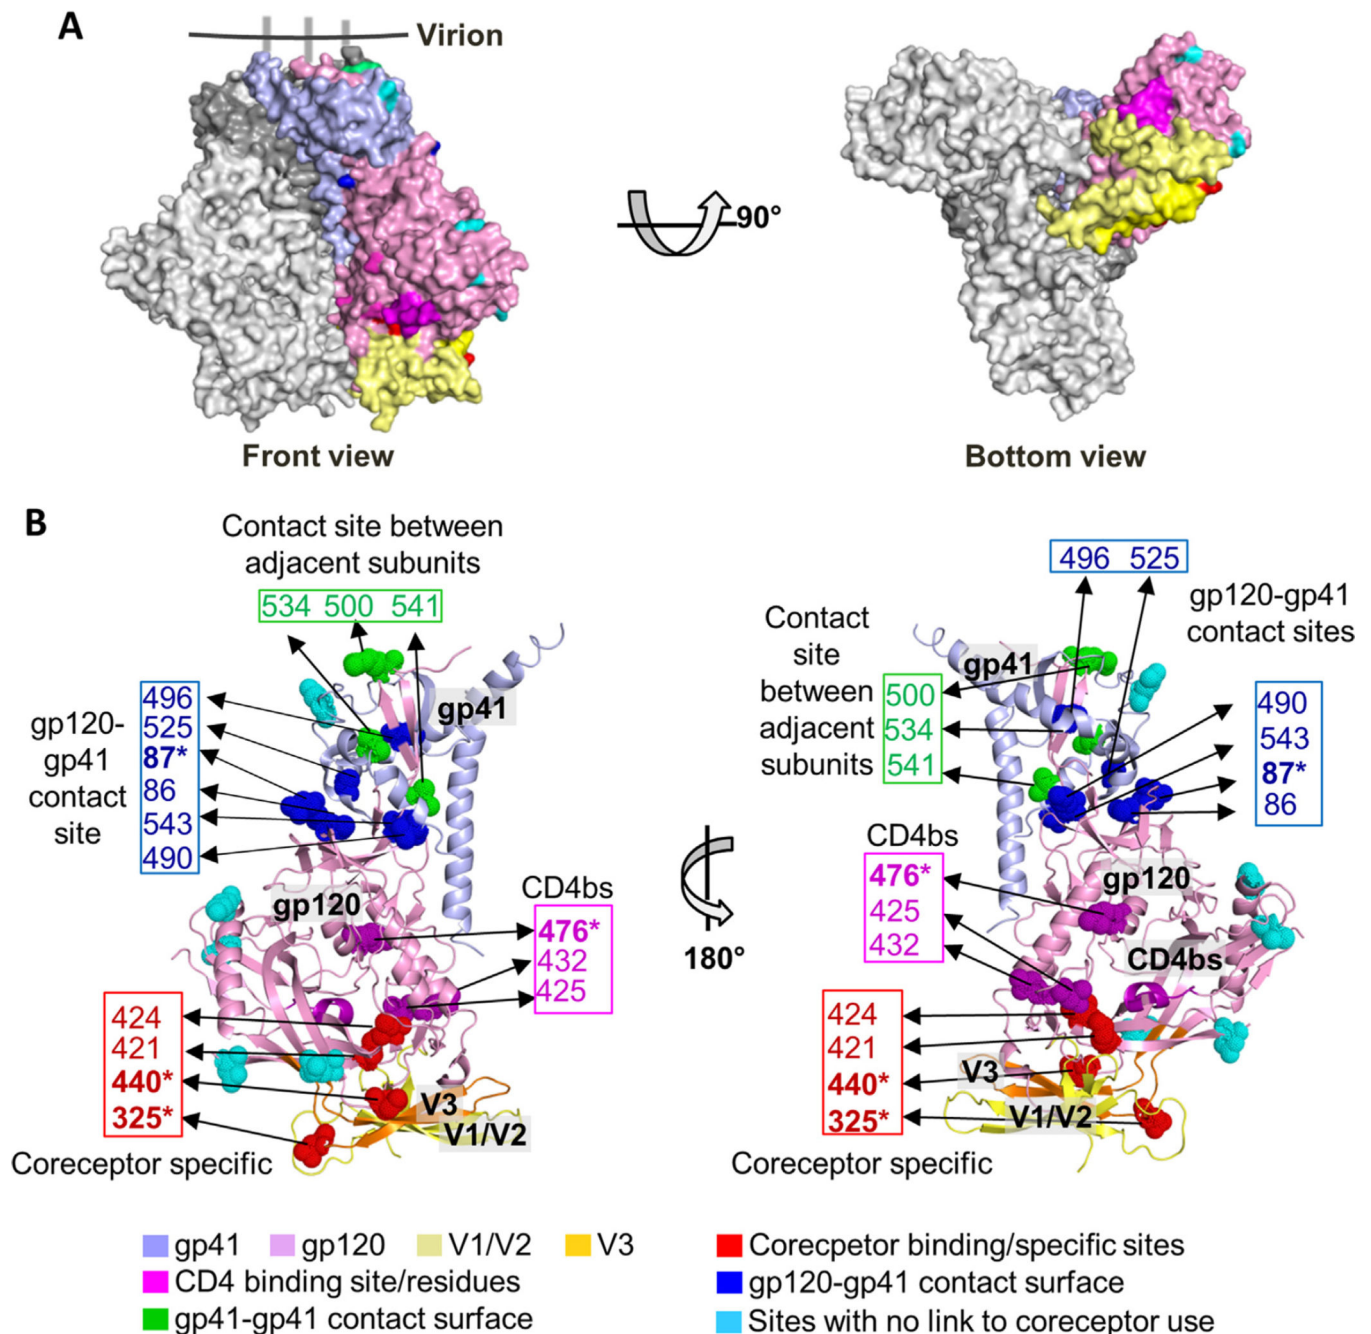 A
Virion
90°
Front view
Bottom view
B
Contact site between
adjacent subunits
534 500 541
gp120-
gp41
contact
site
496
525
87*
86
543
490
gp41
gp120
CD4bs
476*
432
425
424
421
440*
325*
V3
V1/V2
Coreceptor specific
180°
496 525
gp120-gp41
contact sites
Contact
site
between
adjacent
subunits
500
534
541
gp41
490
543
87*
86
CD4bs
476*
425
432
gp120
CD4bs
424
421
440*
325*
V3
V1/V2
Coreceptor specific
gp41 gp120 V1/V2 V3
CD4 binding site/residues
gp41-gp41 contact surface
Corecpetor binding/specific sites
gp120-gp41 contact surface
Sites with no link to coreceptor use